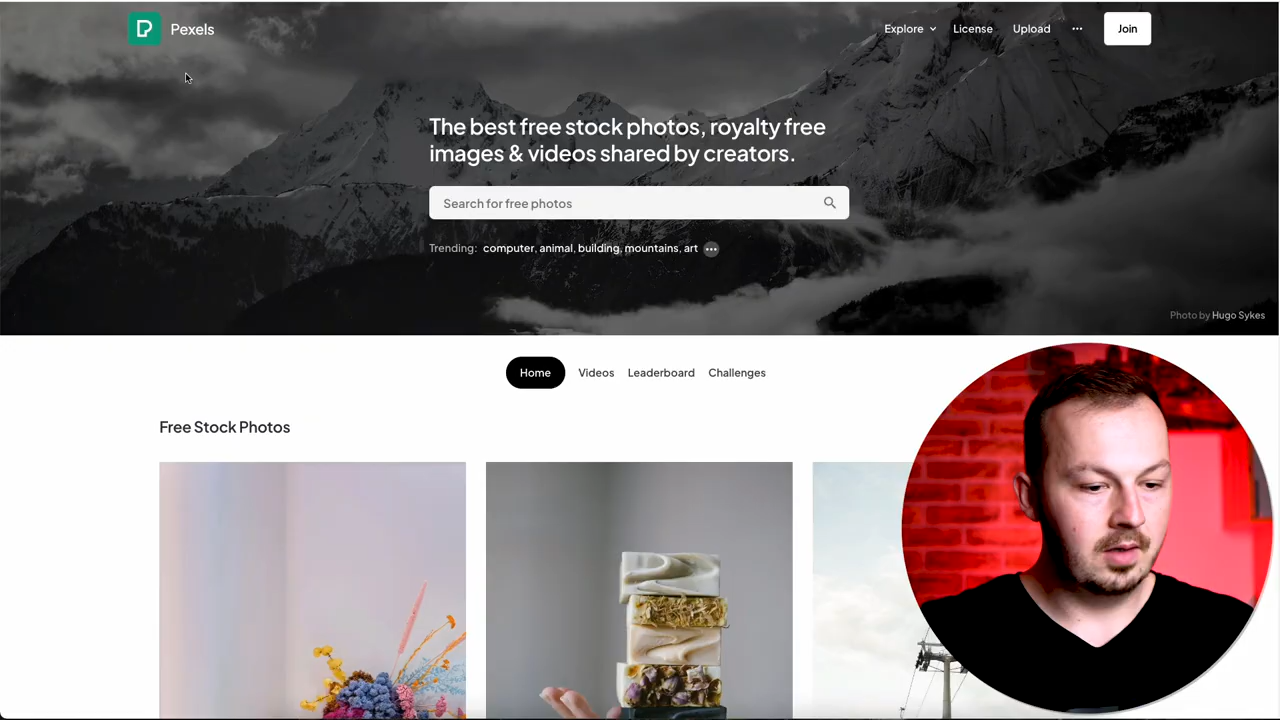 Pexels
Explore
License
Upload
Join
The best free stock photos, royalty free
images & videos shared by creators.
Search for free photos
Trending: computer, animal, building, mountains, art
Photo by Hugo Sykes
Home
Videos
Leaderboard
Challenges
Free Stock Photos